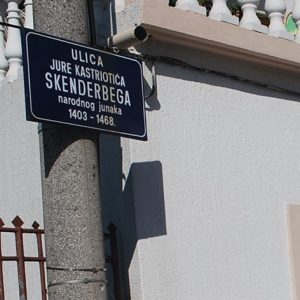 ULICA
JURE KASTRIOTIĆA
SKENDERBEGA
narodnog junaka
1403 - 1468.